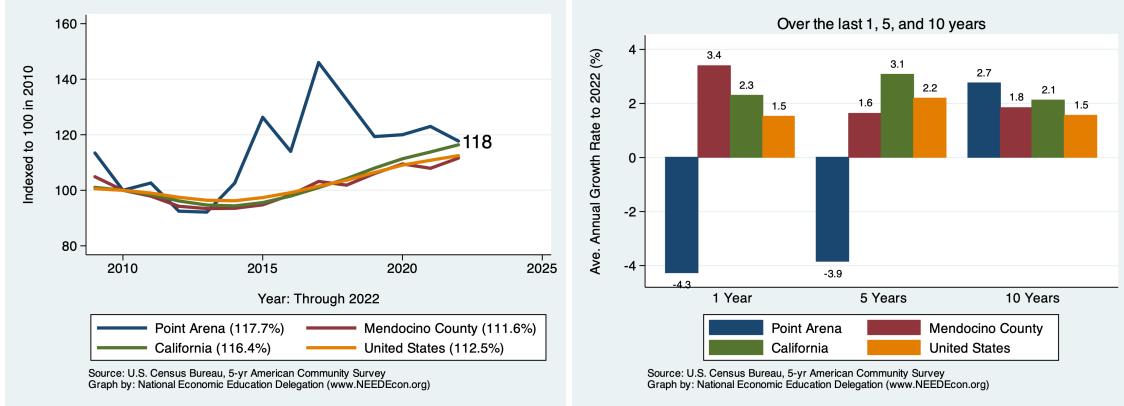 160
140
120
100
80
Indexed to 100 in 2010
118
2010
2015
2020
2025
Year: Through 2022
Point Arena (117.7%)
Mendocino County (111.6%)
California (116.4%)
United States (112.5%)
Source: U.S. Census Bureau, 5-yr American Community Survey
Graph by: National Economic Education Delegation (www.NEEDEcon.org)
Over the last 1, 5, and 10 years
Ave. Annual Growth Rate to 2022 (%)
4
2
0
-2
-4
-4.3
3.4
2.3
1.5
-3.9
1.6
3.1
2.2
2.7
1.8
2.1
1.5
1 Year
5 Years
10 Years
Point Arena
Mendocino County
California
United States
Source: U.S. Census Bureau, 5-yr American Community Survey
Graph by: National Economic Education Delegation (www.NEEDEcon.org)